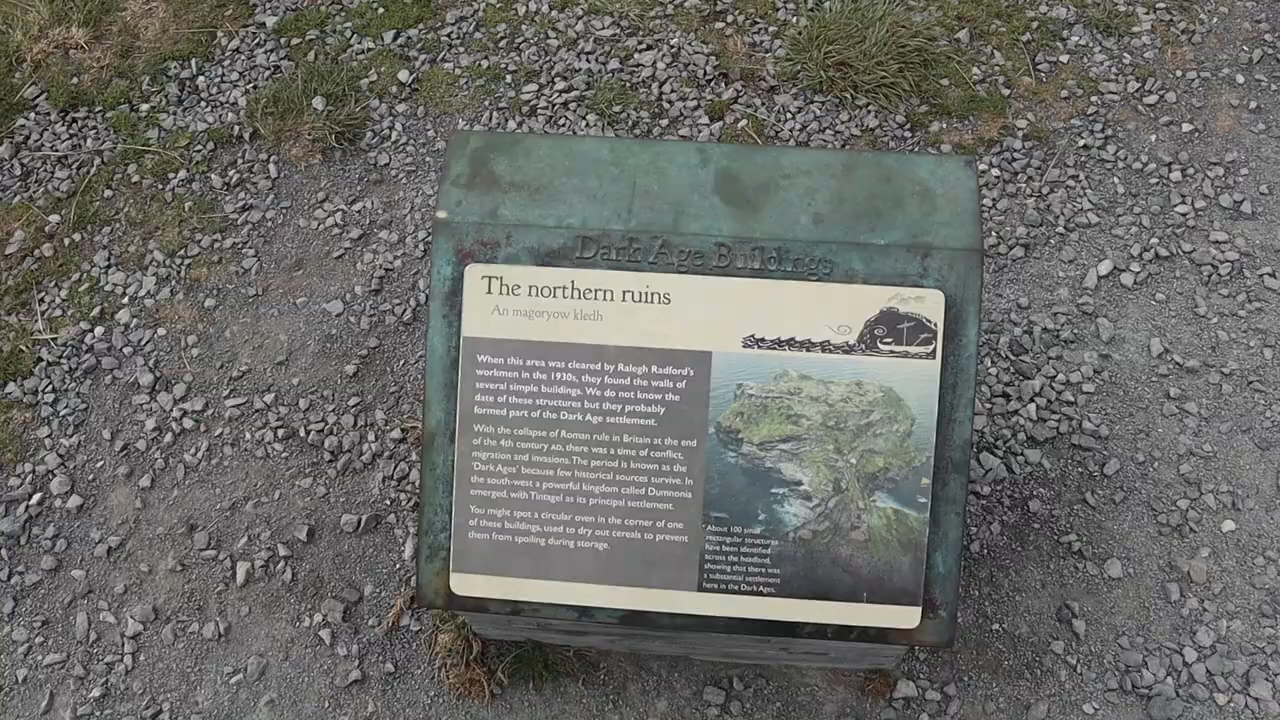 Dark Age Buildings
The northern ruins
An magoryow kledh
When this area was cleared by Ralegh Radford's
workmen in the 1930s, they found the walls of
several simple buildings. We do not know the
date of these structures but they probably
formed part of the Dark Age settlement.
With the collapse of Roman rule in Britain at the end
of the 4th century AD, there was a time of conflict,
migration and invasions. The period is known as the
'Dark Ages' because few historical sources survive. In
the south-west a powerful kingdom called Dumnonia
emerged, with Tintagel as its principal settlement.
You might spot a circular oven in the corner of one
of these buildings, used to dry out cereals to prevent
them from spoiling during storage.
About 100 small
rectangular structures
have been identified
across the headland,
showing that there was
a substantial settlement
here in the Dark Ages.